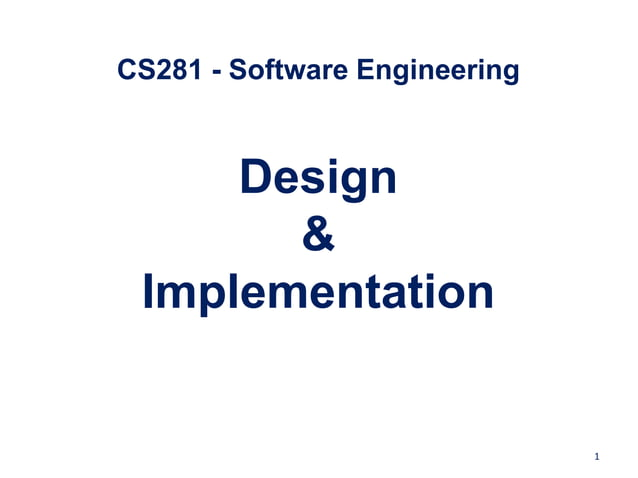 CS281 - Software Engineering
Design
&
Implementation
1